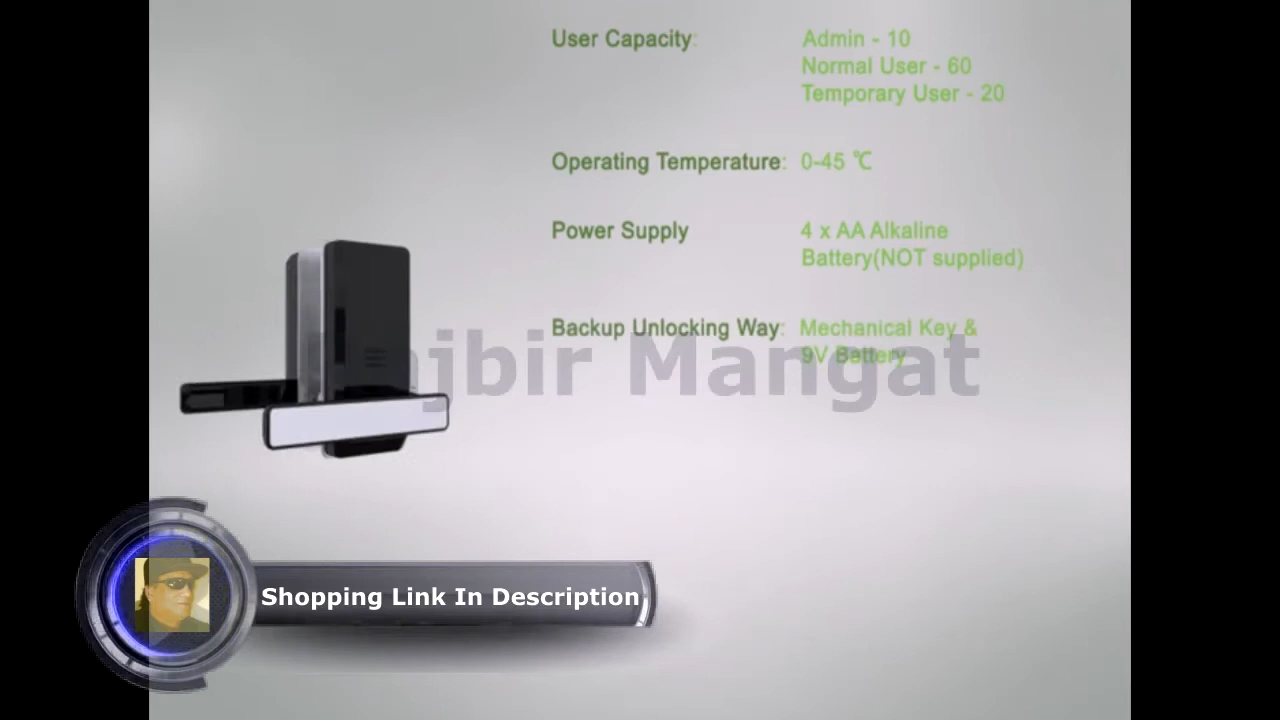 User Capacity: Admin - 10
Normal User - 60
Temporary User - 20
Operating Temperature: 0-45 ℃
Power Supply 4 x AA Alkaline
Battery(NOT supplied)
Backup Unlocking Way: Mechanical Key &
9V Battery
Mangat
Shopping Link In Description